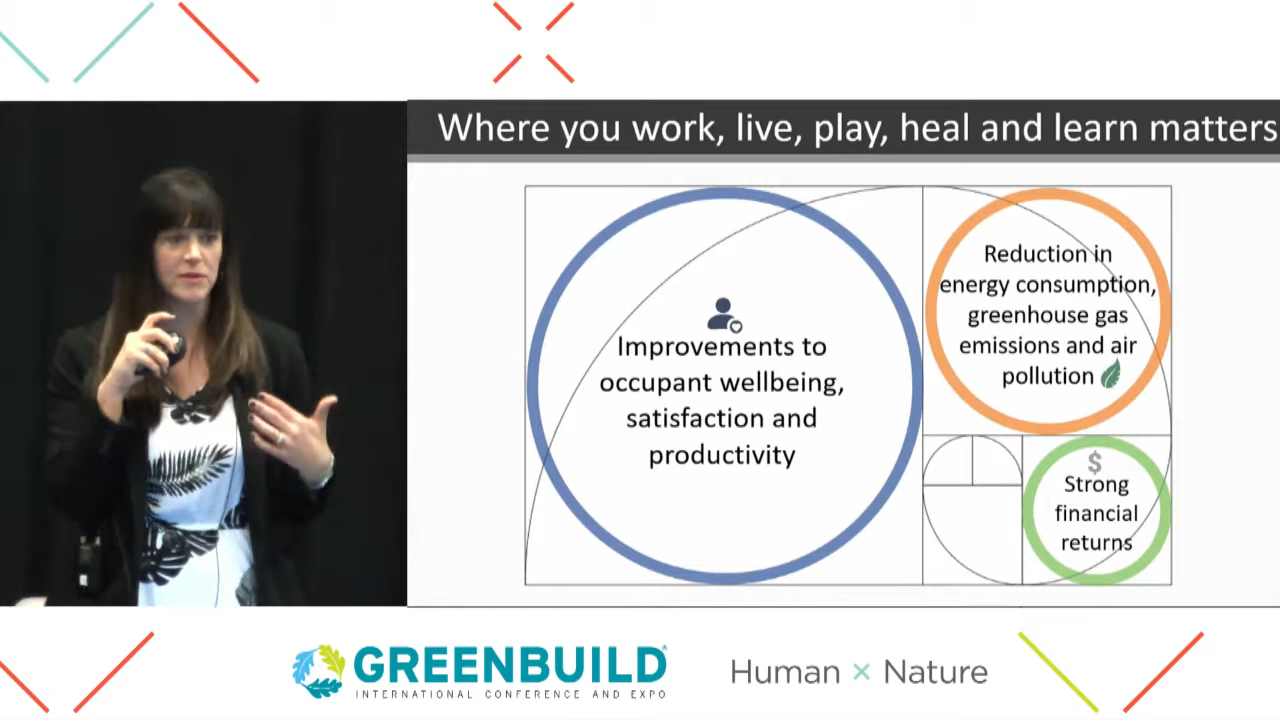 Where you work, live, play, heal and learn matters
Improvements to
occupant wellbeing,
satisfaction and
productivity
Reduction in
energy consumption,
greenhouse gas
emissions and air
pollution
$
Strong
financial
returns
GREENBUILD
INTERNATIONAL CONFERENCE AND EXPO
Human × Nature